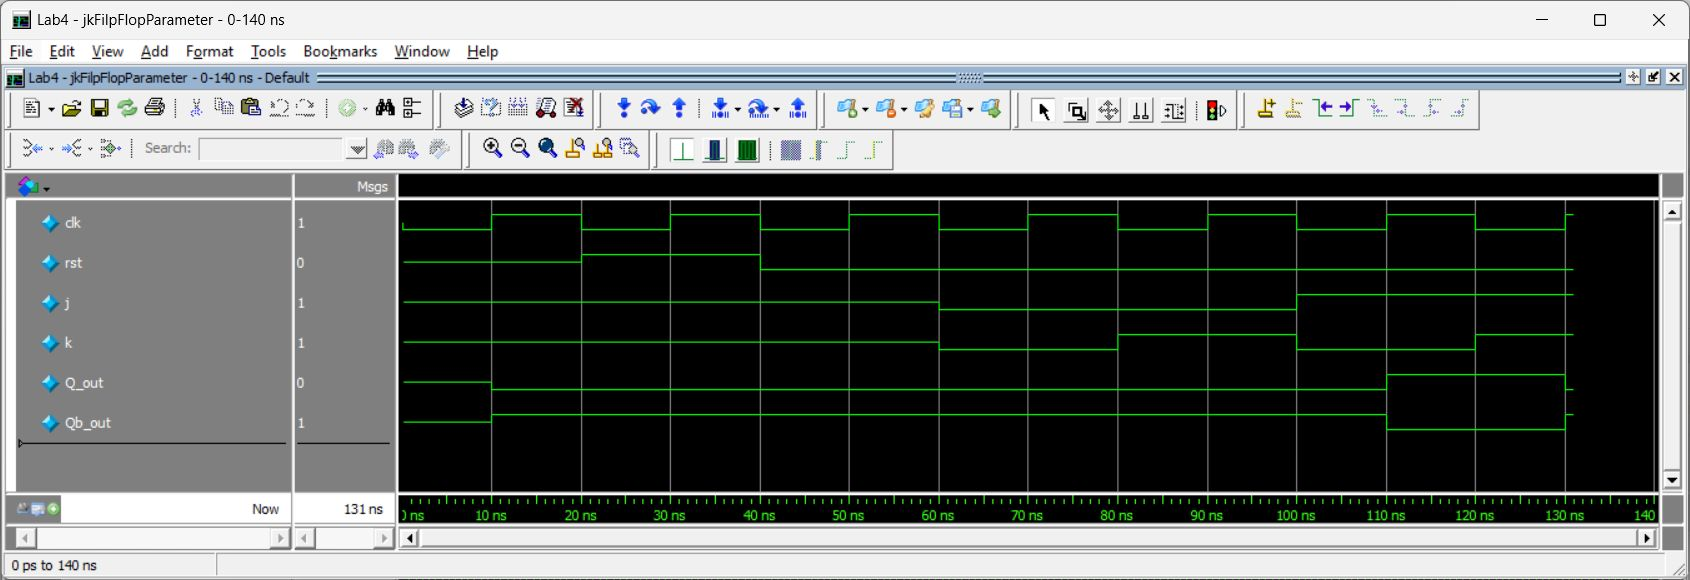 Lab4 - jkFilpFlopParameter - 0-140 ns
File Edit View Add Format Tools Bookmarks Window Help
Lab4 - jkFilpFlopParameter - 0-140 ns - Default
Search:
Msgs
clk 1
rst 0
j 1
k 1
Q_out 0
Qb_out 1
Now 131 ns
0 ns 10 ns 20 ns 30 ns 40 ns 50 ns 60 ns 70 ns 80 ns 90 ns 100 ns 110 ns 120 ns 130 ns 140
0 ps to 140 ns